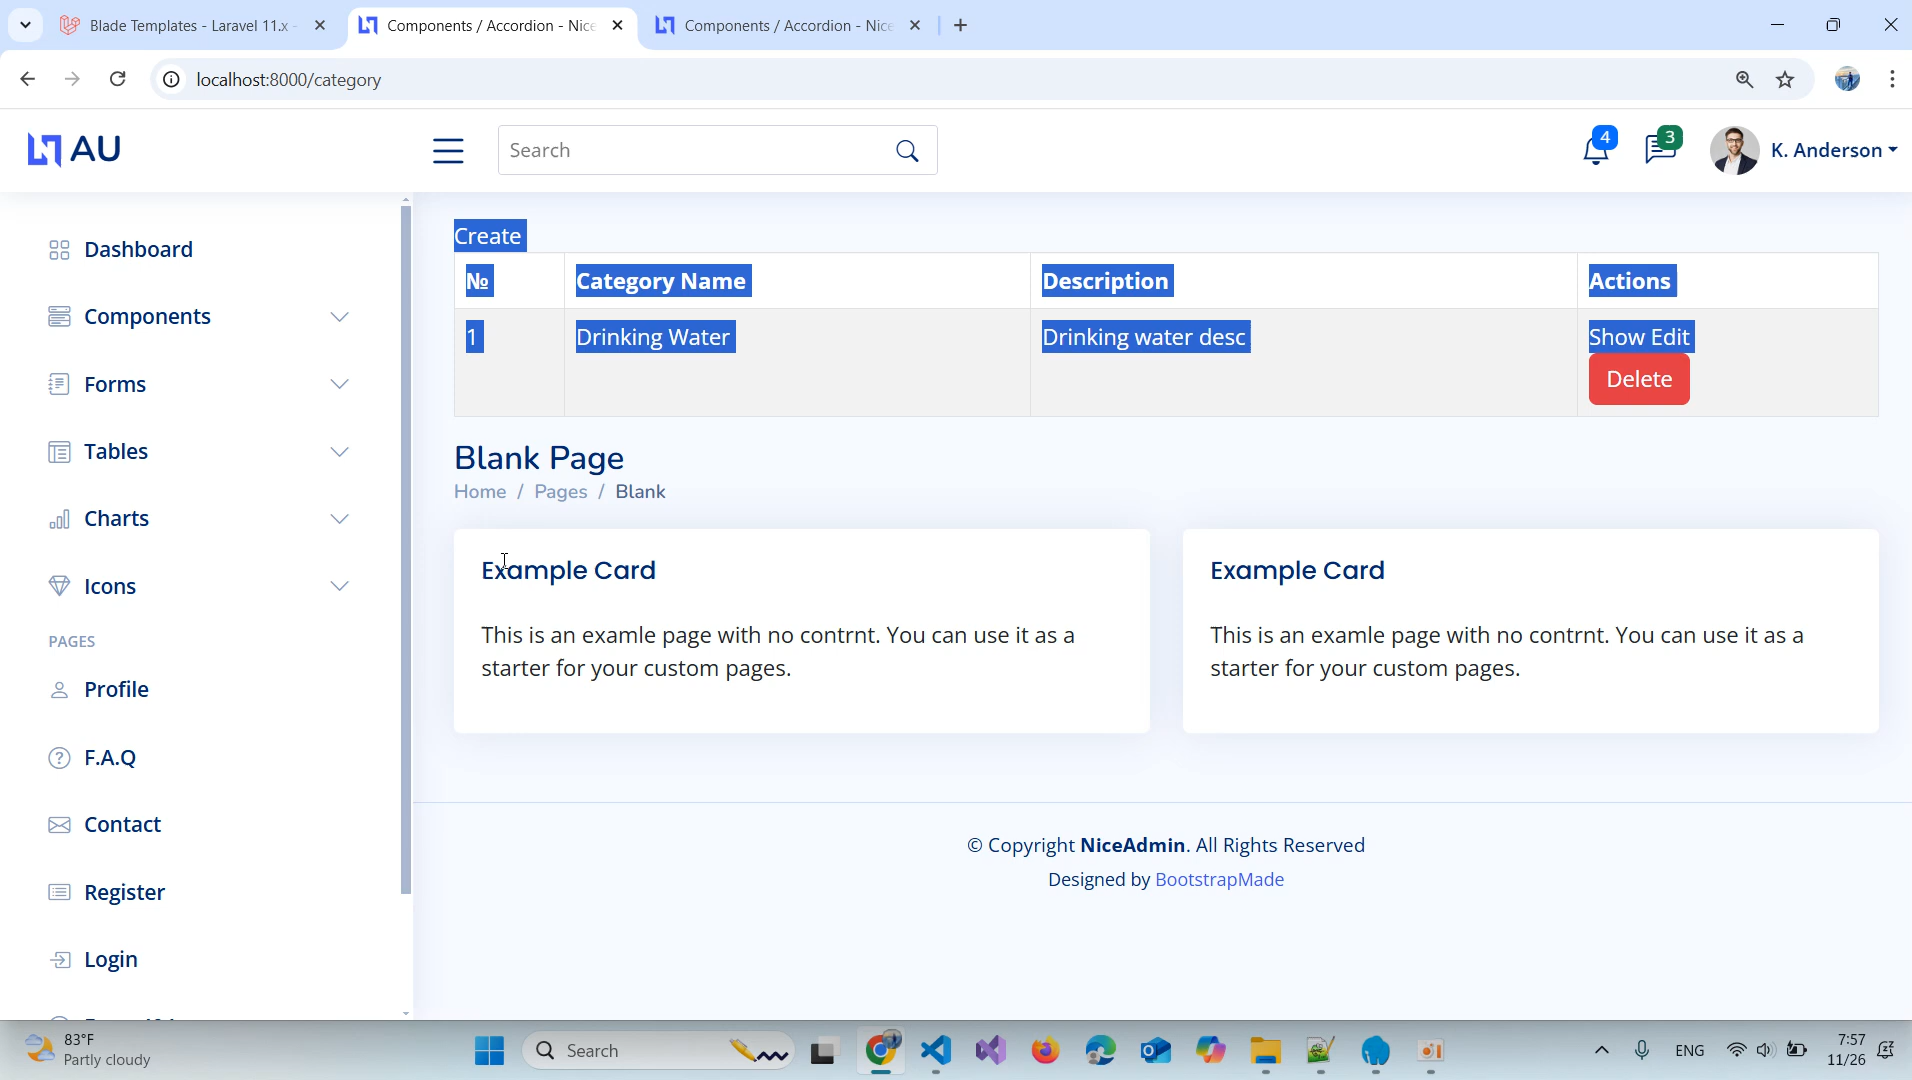 Blade Templates - Laravel 11.x -
Components / Accordion - Nice
Components / Accordion - Nice
localhost:8000/category
AU
Search
4
3
K. Anderson
Dashboard
Components
Forms
Tables
Charts
Icons
PAGES
Profile
F.A.Q
Contact
Register
Login
Create
№ Category Name Description Actions
1 Drinking Water Drinking water desc Show Edit
Delete
Blank Page
Home / Pages / Blank
Example Card
This is an examle page with no contrnt. You can use it as a
starter for your custom pages.
Example Card
This is an examle page with no contrnt. You can use it as a
starter for your custom pages.
© Copyright NiceAdmin. All Rights Reserved
Designed by BootstrapMade
83°F
Partly cloudy
Search
ENG
7:57
11/26